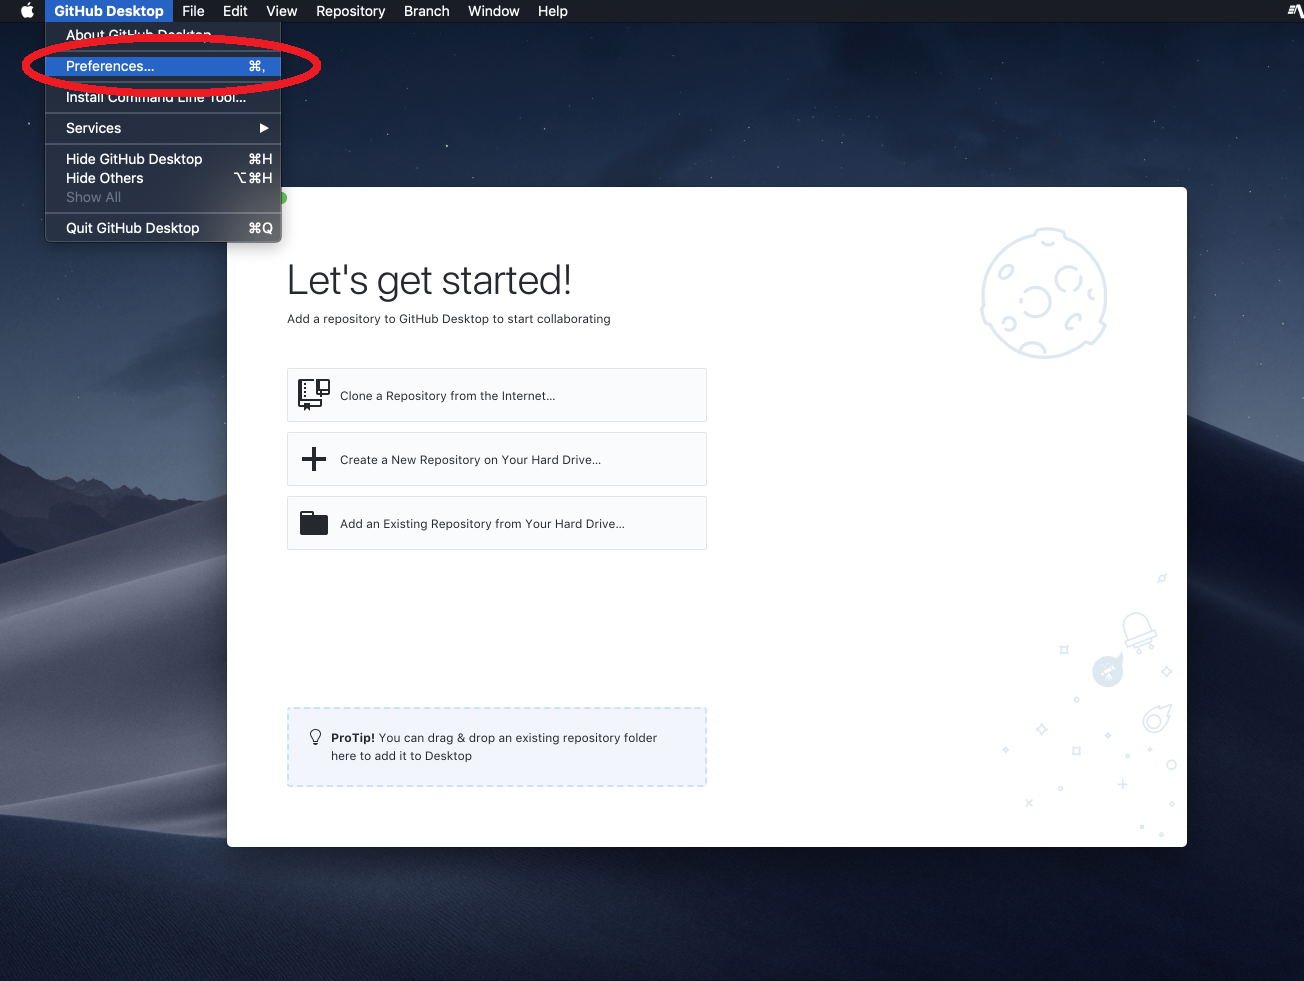 GitHub Desktop File Edit View Repository Branch Window Help
About GitHub Desktop
Preferences... ⌘,
Install Command Line Tool...
Services ▶
Hide GitHub Desktop ⌘H
Hide Others ⌥⌘H
Show All
Quit GitHub Desktop ⌘Q
Let's get started!
Add a repository to GitHub Desktop to start collaborating
Clone a Repository from the Internet...
Create a New Repository on Your Hard Drive...
Add an Existing Repository from Your Hard Drive...
ProTip! You can drag & drop an existing repository folder
here to add it to Desktop